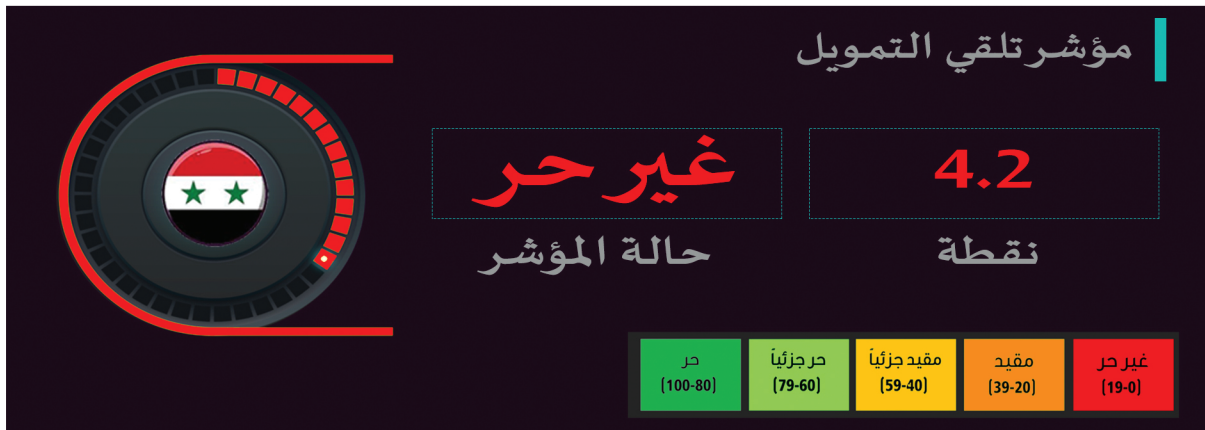 مؤشر تلقي التمويل
4.2
نقطة
غير حر
حالة المؤشر
غير حر
(19-0)
مقيد
(39-20)
مقيد جزئياً
(59-40)
حر جزئياً
(79-60)
حر
(100-80)